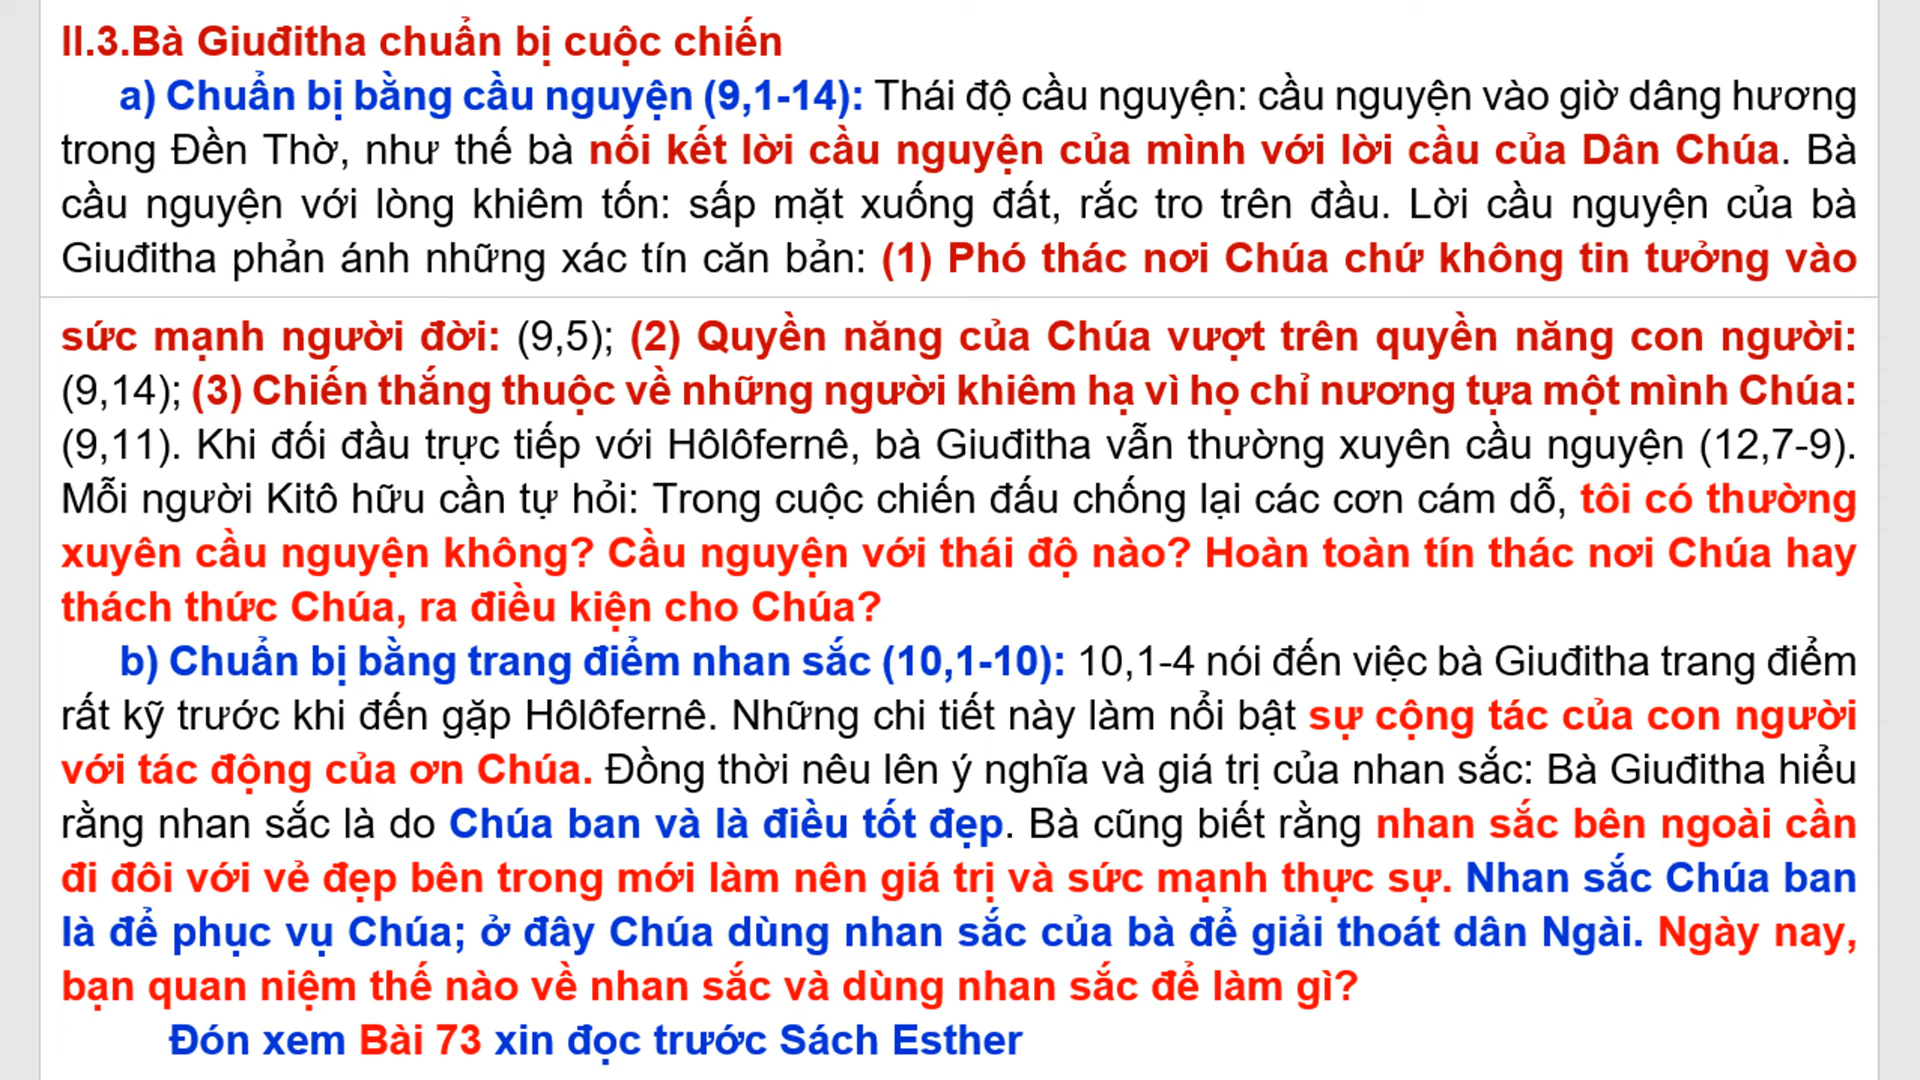 II.3.Bà Giuđitha chuẩn bị cuộc chiến
a) Chuẩn bị bằng cầu nguyện (9,1-14): Thái độ cầu nguyện: cầu nguyện vào giờ dâng hương
trong Đền Thờ, như thế bà nối kết lời cầu nguyện của mình với lời cầu của Dân Chúa. Bà
cầu nguyện với lòng khiêm tốn: sấp mặt xuống đất, rắc tro trên đầu. Lời cầu nguyện của bà
Giuđitha phản ánh những xác tín căn bản: (1) Phó thác nơi Chúa chứ không tin tưởng vào
sức mạnh người đời: (9,5); (2) Quyền năng của Chúa vượt trên quyền năng con người:
(9,14); (3) Chiến thắng thuộc về những người khiêm hạ vì họ chỉ nương tựa một mình Chúa:
(9,11). Khi đối đầu trực tiếp với Hôlôfernê, bà Giuđitha vẫn thường xuyên cầu nguyện (12,7-9).
Mỗi người Kitô hữu cần tự hỏi: Trong cuộc chiến đấu chống lại các cơn cám dỗ, tôi có thường
xuyên cầu nguyện không? Cầu nguyện với thái độ nào? Hoàn toàn tín thác nơi Chúa hay
thách thức Chúa, ra điều kiện cho Chúa?
b) Chuẩn bị bằng trang điểm nhan sắc (10,1-10): 10,1-4 nói đến việc bà Giuđitha trang điểm
rất kỹ trước khi đến gặp Hôlôfernê. Những chi tiết này làm nổi bật sự cộng tác của con người
với tác động của ơn Chúa. Đồng thời nêu lên ý nghĩa và giá trị của nhan sắc: Bà Giuđitha hiểu
rằng nhan sắc là do Chúa ban và là điều tốt đẹp. Bà cũng biết rằng nhan sắc bên ngoài cần
đi đôi với vẻ đẹp bên trong mới làm nên giá trị và sức mạnh thực sự. Nhan sắc Chúa ban
là để phục vụ Chúa; ở đây Chúa dùng nhan sắc của bà để giải thoát dân Ngài. Ngày nay,
bạn quan niệm thế nào về nhan sắc và dùng nhan sắc để làm gì?
Đón xem Bài 73 xin đọc trước Sách Esther